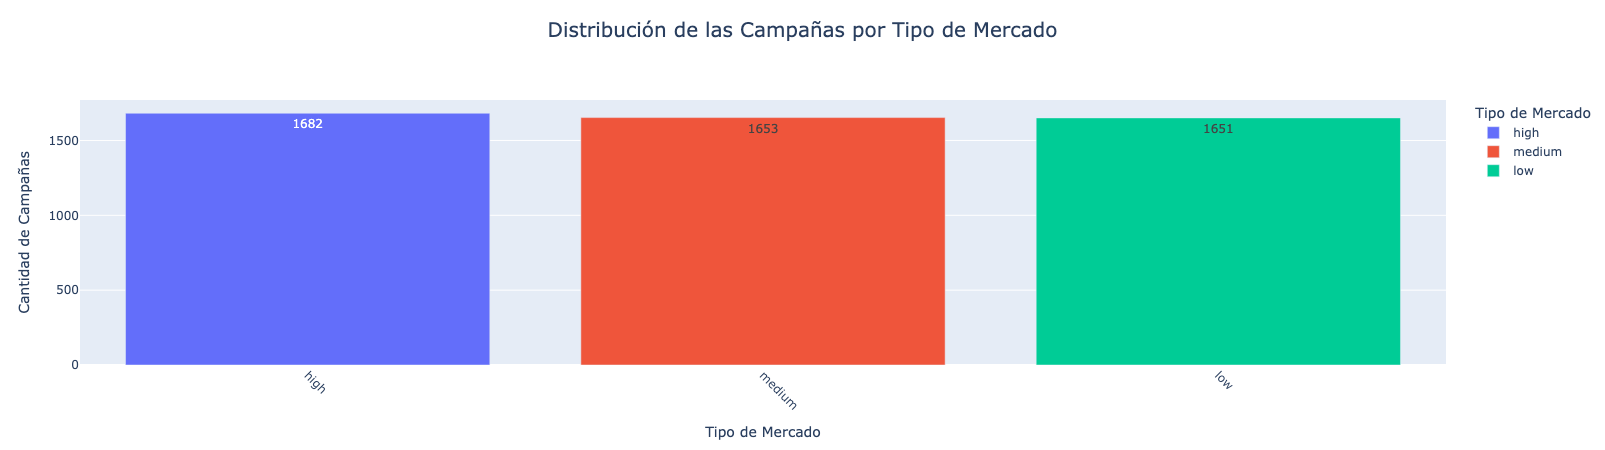 Distribución de las Campañas por Tipo de Mercado
Cantidad de Campañas
1500
1000
500
0
1682
1653
1651
high
medium
low
Tipo de Mercado
Tipo de Mercado
high
medium
low